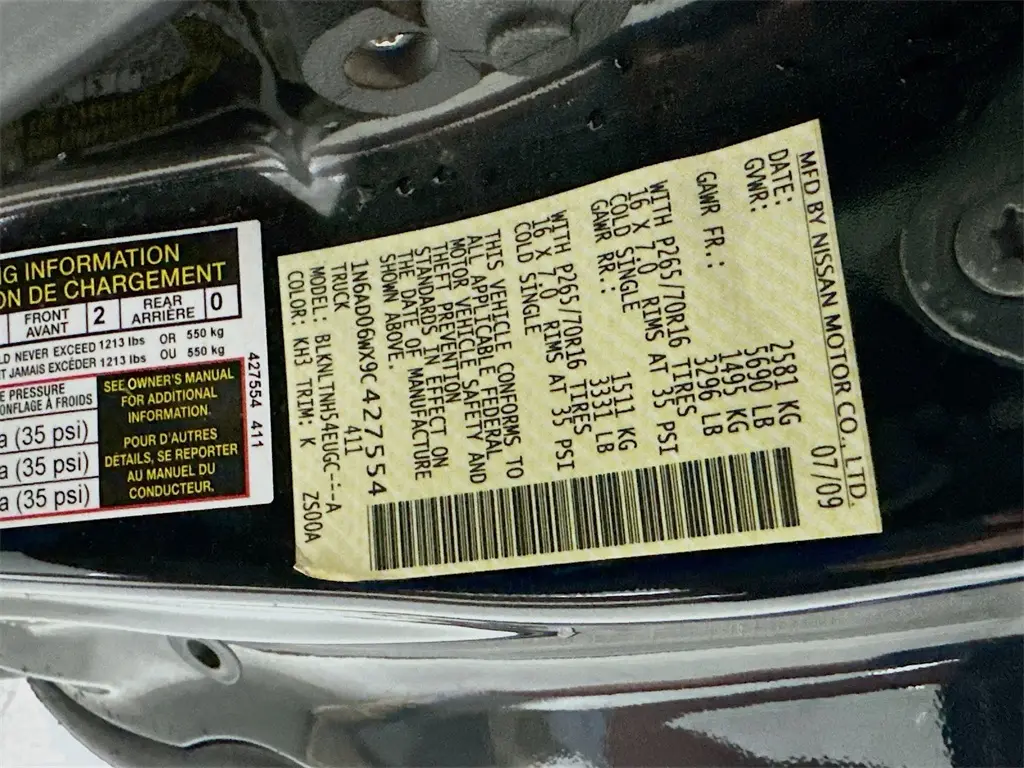 NG INFORMATION
ON DE CHARGEMENT
FRONT AVANT 2 REAR ARRIÈRE 0
LD NEVER EXCEED 1213 lbs OR 550 kg
NT JAMAIS EXCÉDER 1213 lbs OU 550 kg
E PRESSURE
ONFLAGE À FROIDS
a (35 psi)
a (35 psi)
a (35 psi)
SEE OWNER'S MANUAL
FOR ADDITIONAL
INFORMATION.
POUR D'AUTRES
DÉTAILS, SE REPORTER
AU MANUEL DU
CONDUCTEUR.
427554 411
MFD BY NISSAN MOTOR CO., LTD.
DATE: 07/09
GVWR: 2581 KG
5690 LB
GAWR FR.: 1495 KG
3296 LB
WITH P265/70R16 TIRES
16 X 7.0 RIMS AT 35 PSI
COLD SINGLE
GAWR RR.: 1511 KG
3331 LB
WITH P265/70R16 TIRES
16 X 7.0 RIMS AT 35 PSI
COLD SINGLE
THIS VEHICLE CONFORMS TO
ALL APPLICABLE FEDERAL
MOTOR VEHICLE SAFETY AND
THEFT PREVENTION
STANDARDS IN EFFECT ON
THE DATE OF MANUFACTURE
SHOWN ABOVE.
1N6AD06WX9C427554
TRUCK 411
MODEL: BLKNLTNH54EUGC-:-A
COLOR: KH3 TRIM: K ZS00A